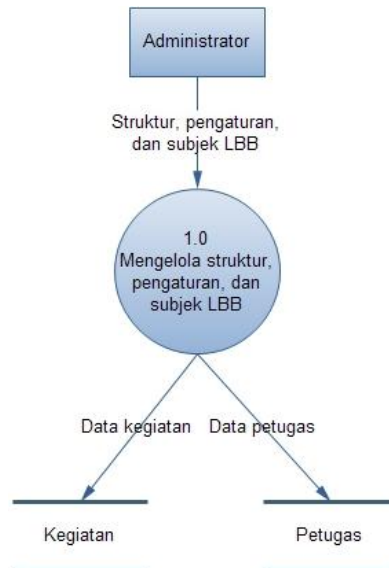 Administrator
Struktur, pengaturan,
dan subjek LBB
1.0
Mengelola struktur,
pengaturan, dan
subjek LBB
Data kegiatan
Data petugas
Kegiatan
Petugas